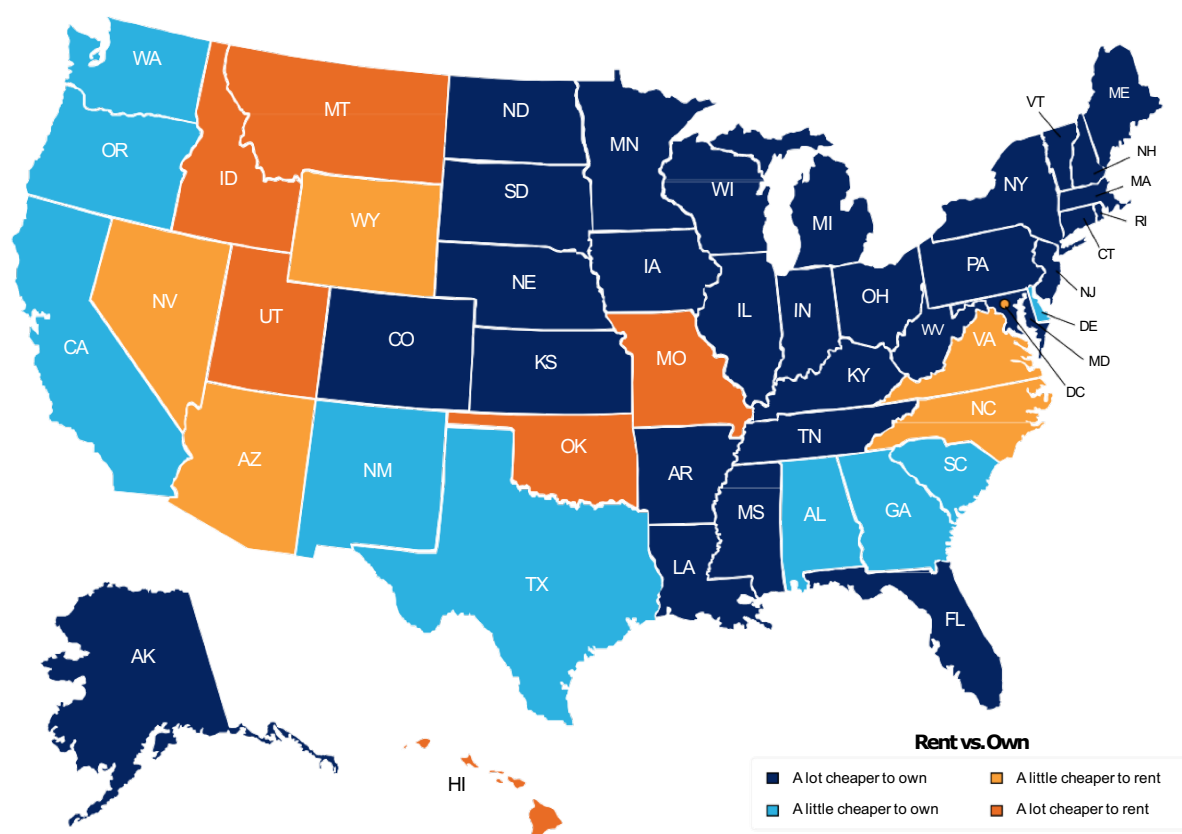 WA
MT
ND
MN
VT
ME
OR
ID
SD
WI
NY
NH
MA
WY
MI
RI
CT
NV
UT
NE
IA
PA
NJ
CA
CO
IL
IN
OH
WV
VA
DE
MD
DC
KS
MO
KY
NC
AZ
NM
OK
TN
AR
SC
MS
AL
GA
TX
LA
FL
AK
HI
Rent vs. Own
A lot cheaper to own
A little cheaper to rent
A little cheaper to own
A lot cheaper to rent